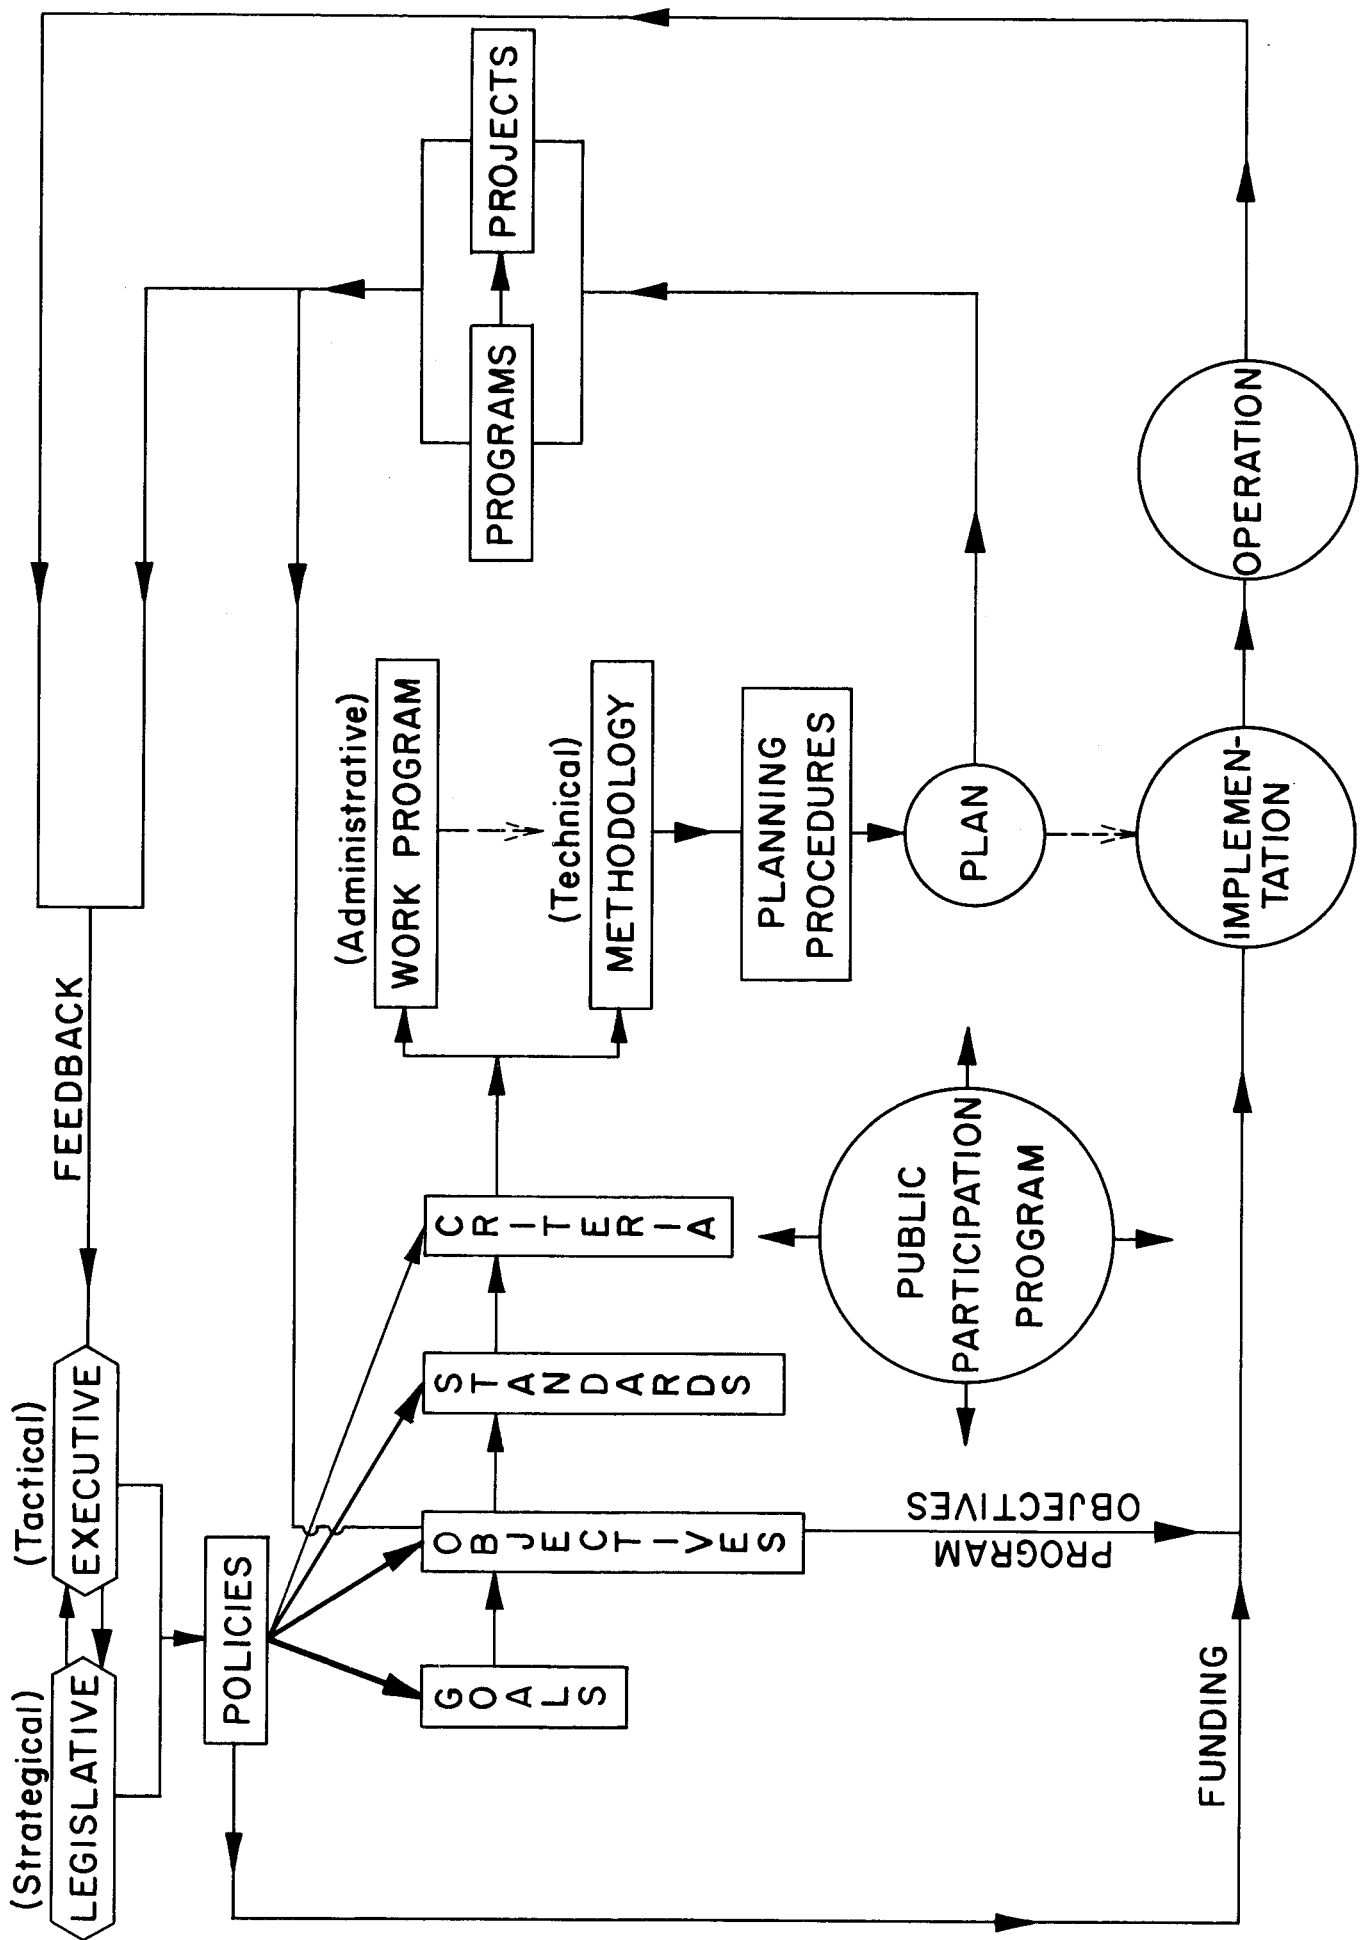 (Strategical)
LEGISLATIVE
(Tactical)
EXECUTIVE
FEEDBACK
POLICIES
GOALS
OBJECTIVES
STANDARDS
CRITERIA
(Administrative)
WORK PROGRAM
(Technical)
METHODOLOGY
PROGRAMS
PROJECTS
PLANNING
PROCEDURES
PLAN
PUBLIC
PARTICIPATION
PROGRAM
PROGRAM
OBJECTIVES
FUNDING
IMPLEMEN-
TATION
OPERATION